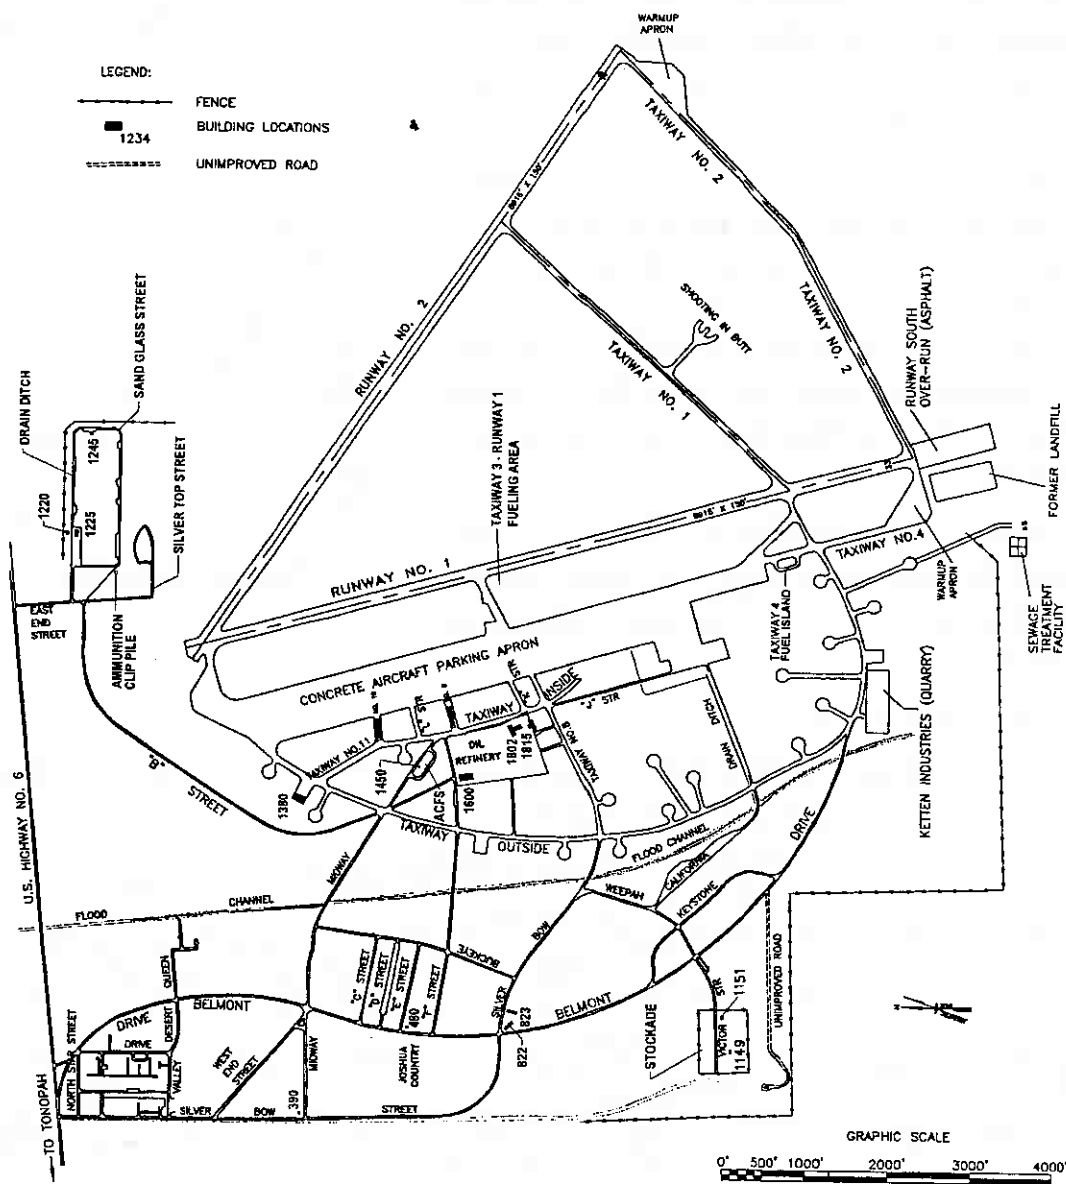 WARMUP
APRON
LEGEND:
FENCE
BUILDING LOCATIONS
1234
UNIMPROVED ROAD
TAXIWAY NO. 2
RUNWAY NO. 2
SHOOTING IN BUTT
TAXIWAY NO. 1
TAXIWAY NO. 2
RUNWAY SOUTH
OVER-RUN (ASPHALT)
FORMER LANDFILL
DRAIN DITCH
SAND GLASS STREET
1220
1245
1225
SILVER TOP STREET
TAXIWAY 3 - RUNWAY 1
FUELING AREA
8915' X 150'
RUNWAY NO. 1
EAST
END
STREET
AMMUNITION
CLIP PILE
U.S. HIGHWAY NO. 6
"B"
STREET
CONCRETE AIRCRAFT PARKING APRON
TAXIWAY NO.4
WARMUP
APRON
TAXIWAY 4
FUEL ISLAND
SEWAGE
TREATMENT
FACILITY
KETTEN INDUSTRIES (QUARRY)
TAXIWAY NO.11
"L" STR
TAXIWAY
"K" STR
INSIDE
"J" STR
OIL
REFINERY
1802
1815
TAXIWAY NO.8
DRAIN DITCH
1380
1450
ACFS
1600
TAXIWAY
OUTSIDE
MIDWAY
FLOOD
CHANNEL
FLOOD CHANNEL
CALIFORNIA
DRIVE
WEEPAH
KEYSTONE
QUEEN
"C" STREET
"D" STREET
"E" STREET
480
"F" STREET
BUCKEYE
BOW
SILVER
NORTH STAR STREET
DRIVE
DRIVE
DESERT
BELMONT
BELMONT
VALLEY
WEST
END
STREET
MIDWAY
JOSHUA
COUNTRY
822
823
STOCKADE
STR
1151
VICTOR
1149
UNIMPROVED ROAD
SILVER
BOW
390
STREET
TO TONOPAH
GRAPHIC SCALE
0' 500' 1000' 2000' 3000' 4000'